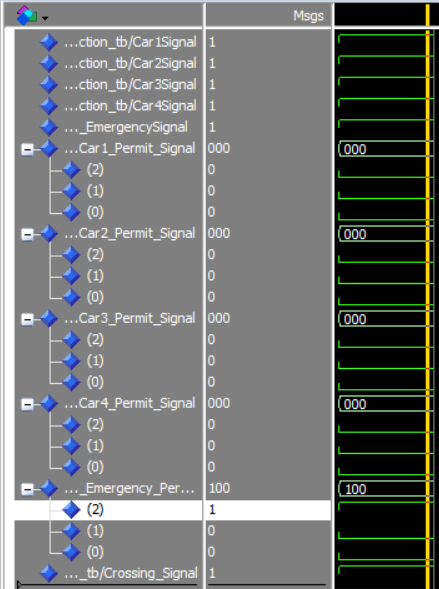 Msgs
...ction_tb/Car1Signal 1
...ction_tb/Car2Signal 1
...ction_tb/Car3Signal 1
...ction_tb/Car4Signal 1
..._EmergencySignal 1
...Car1_Permit_Signal 000 000
(2) 0
(1) 0
(0) 0
...Car2_Permit_Signal 000 000
(2) 0
(1) 0
(0) 0
...Car3_Permit_Signal 000 000
(2) 0
(1) 0
(0) 0
...Car4_Permit_Signal 000 000
(2) 0
(1) 0
(0) 0
..._Emergency_Per... 100 100
(2) 1
(1) 0
(0) 0
..._tb/Crossing_Signal 1